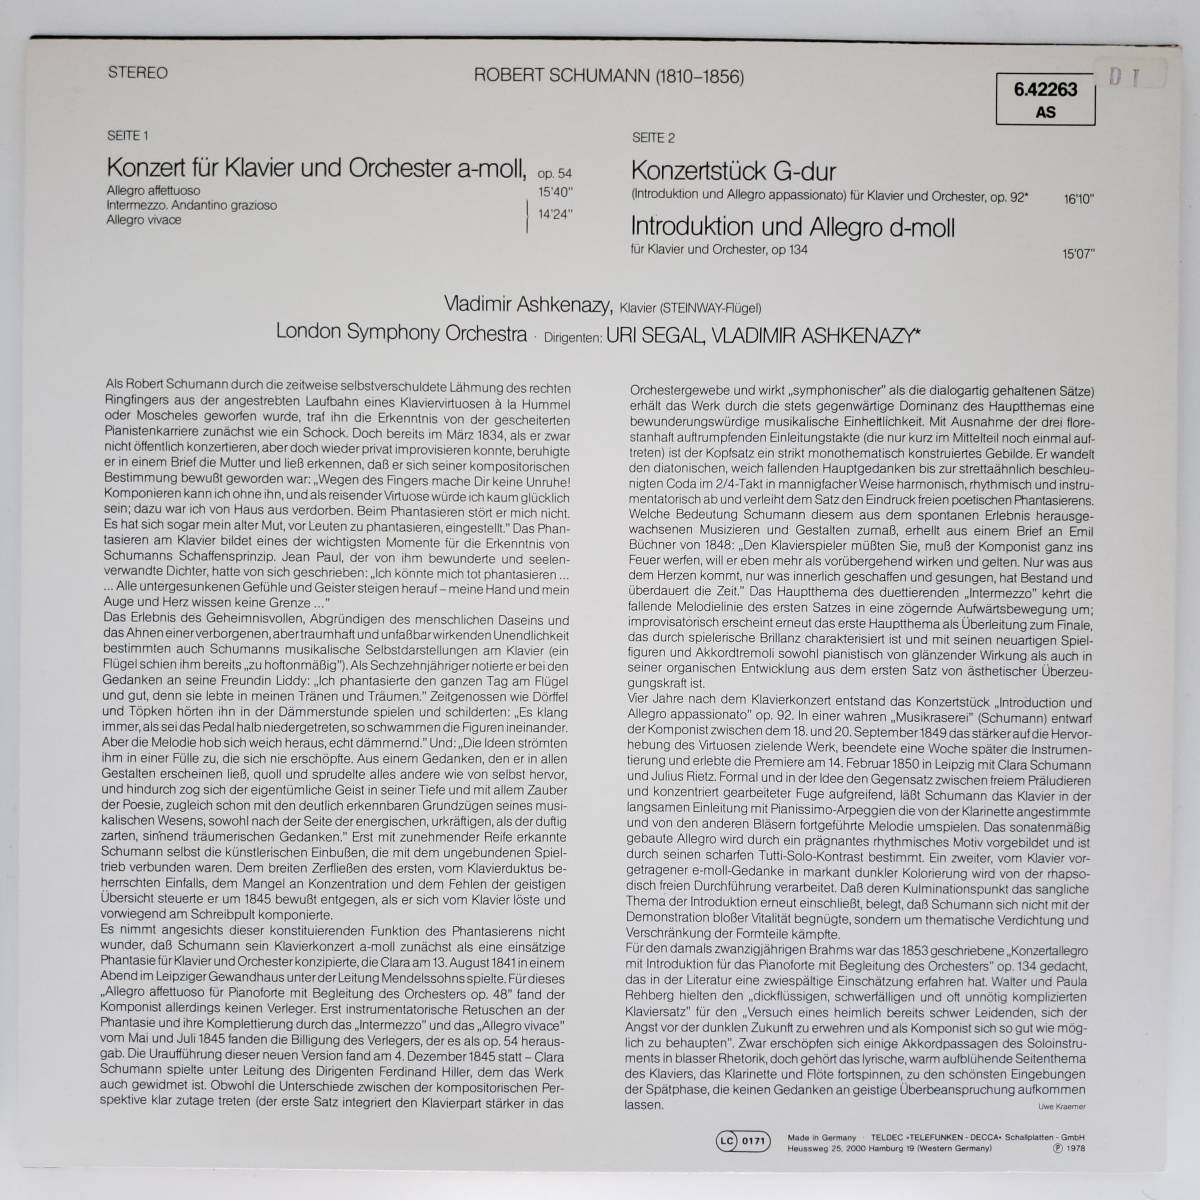 STEREO
ROBERT SCHUMANN (1810–1856)
6.42263
AS
D I
SEITE 1
Konzert für Klavier und Orchester a-moll, op. 54
Allegro affettuoso 15'40"
Intermezzo. Andantino grazioso
Allegro vivace
14'24"
SEITE 2
Konzertstück G-dur
(Introduktion und Allegro appassionato) für Klavier und Orchester, op. 92* 16'10"
Introduktion und Allegro d-moll
für Klavier und Orchester, op 134 15'07"
Vladimir Ashkenazy, Klavier (STEINWAY-Flügel)
London Symphony Orchestra · Dirigenten: URI SEGAL, VLADIMIR ASHKENAZY*
Als Robert Schumann durch die zeitweise selbstverschuldete Lähmung des rechten
Ringfingers aus der angestrebten Laufbahn eines Klaviervirtuosen à la Hummel
oder Moscheles geworfen wurde, traf ihn die Erkenntnis von der gescheiterten
Pianistenkarriere zunächst wie ein Schock. Doch bereits im März 1834, als er zwar
nicht öffentlich konzertieren, aber doch wieder privat improvisieren konnte, beruhigte
er in einem Brief die Mutter und ließ erkennen, daß er sich seiner kompositorischen
Bestimmung bewußt geworden war: „Wegen des Fingers mache Dir keine Unruhe!
Komponieren kann ich ohne ihn, und als reisender Virtuose würde ich kaum glücklich
sein; dazu war ich von Haus aus verdorben. Beim Phantasieren stört er mich nicht.
Es hat sich sogar mein alter Mut, vor Leuten zu phantasieren, eingestellt." Das Phan-
tasieren am Klavier bildet eines der wichtigsten Momente für die Erkenntnis von
Schumanns Schaffensprinzip. Jean Paul, der von ihm bewunderte und seelen-
verwandte Dichter, hatte von sich geschrieben: „Ich könnte mich tot phantasieren ...
... Alle untergesunkenen Gefühle und Geister steigen herauf – meine Hand und mein
Auge und Herz wissen keine Grenze ..."
Das Erlebnis des Geheimnisvollen, Abgründigen des menschlichen Daseins und
das Ahnen einer verborgenen, aber traumhaft und unfaßbar wirkenden Unendlichkeit
bestimmten auch Schumanns musikalische Selbstdarstellungen am Klavier (ein
Flügel schien ihm bereits „zu hoftonmäßig"). Als Sechzehnjähriger notierte er bei den
Gedanken an seine Freundin Liddy: „Ich phantasierte den ganzen Tag am Flügel
und gut, denn sie lebte in meinen Tränen und Träumen." Zeitgenossen wie Dörffel
und Töpken hörten ihn in der Dämmerstunde spielen und schilderten: „Es klang
immer, als sei das Pedal halb niedergetreten, so schwammen die Figuren ineinander.
Aber die Melodie hob sich weich heraus, echt dämmernd." Und: „Die Ideen strömten
ihm in einer Fülle zu, die sich nie erschöpfte. Aus einem Gedanken, den er in allen
Gestalten erscheinen ließ, quoll und sprudelte alles andere wie von selbst hervor,
und hindurch zog sich der eigentümliche Geist in seiner Tiefe und mit allem Zauber
der Poesie, zugleich schon mit den deutlich erkennbaren Grundzügen seines musi-
kalischen Wesens, sowohl nach der Seite der energischen, urkräftigen, als der duftig
zarten, sinnend träumerischen Gedanken." Erst mit zunehmender Reife erkannte
Schumann selbst die künstlerischen Einbußen, die mit dem ungebundenen Spiel-
trieb verbunden waren. Dem breiten Zerfließen des ersten, vom Klavierduktus be-
herrschten Einfalls, dem Mangel an Konzentration und dem Fehlen der geistigen
Übersicht steuerte er um 1845 bewußt entgegen, als er sich vom Klavier löste und
vorwiegend am Schreibpult komponierte.
Es nimmt angesichts dieser konstituierenden Funktion des Phantasierens nicht
wunder, daß Schumann sein Klavierkonzert a-moll zunächst als eine einsätzige
Phantasie für Klavier und Orchester konzipierte, die Clara am 13. August 1841 in einem
Abend im Leipziger Gewandhaus unter der Leitung Mendelssohns spielte. Für dieses
„Allegro affettuoso für Pianoforte mit Begleitung des Orchesters op. 48" fand der
Komponist allerdings keinen Verleger. Erst instrumentatorische Retuschen an der
Phantasie und ihre Komplettierung durch das „Intermezzo" und das „Allegro vivace"
vom Mai und Juli 1845 fanden die Billigung des Verlegers, der es als op. 54 heraus-
gab. Die Uraufführung dieser neuen Version fand am 4. Dezember 1845 statt – Clara
Schumann spielte unter Leitung des Dirigenten Ferdinand Hiller, dem das Werk
auch gewidmet ist. Obwohl die Unterschiede zwischen der kompositorischen Per-
spektive klar zutage treten (der erste Satz integriert den Klavierpart stärker in das
Orchestergewebe und wirkt „symphonischer" als die dialogartig gehaltenen Sätze)
erhält das Werk durch die stets gegenwärtige Dominanz des Hauptthemas eine
bewunderungswürdige musikalische Einheitlichkeit. Mit Ausnahme der drei flore-
stanhaft auftrumpfenden Einleitungstakte (die nur kurz im Mittelteil noch einmal auf-
treten) ist der Kopfsatz ein strikt monothematisch konstruiertes Gebilde. Er wandelt
den diatonischen, weich fallenden Hauptgedanken bis zur strettaähnlich beschleu-
nigten Coda im 2/4-Takt in mannigfacher Weise harmonisch, rhythmisch und instru-
mentatorisch ab und verleiht dem Satz den Eindruck freien poetischen Phantasierens.
Welche Bedeutung Schumann diesem aus dem spontanen Erlebnis herausge-
wachsenen Musizieren und Gestalten zumaß, erhellt aus einem Brief an Emil
Büchner von 1848: „Den Klavierspieler müßten Sie, muß der Komponist ganz ins
Feuer werfen, will er eben mehr als vorübergehend wirken und gelten. Nur was aus
dem Herzen kommt, nur was innerlich geschaffen und gesungen, hat Bestand und
überdauert die Zeit." Das Hauptthema des duettierenden „Intermezzo" kehrt die
fallende Melodielinie des ersten Satzes in eine zögernde Aufwärtsbewegung um;
improvisatorisch erscheint erneut das erste Hauptthema als Überleitung zum Finale,
das durch spielerische Brillanz charakterisiert ist und mit seinen neuartigen Spiel-
figuren und Akkordtremoli sowohl pianistisch von glänzender Wirkung als auch in
seiner organischen Entwicklung aus dem ersten Satz von ästhetischer Überzeu-
gungskraft ist.
Vier Jahre nach dem Klavierkonzert entstand das Konzertstück „Introduction und
Allegro appassionato" op. 92. In einer wahren „Musikraserei" (Schumann) entwarf
der Komponist zwischen dem 18. und 20. September 1849 das stärker auf die Hervor-
hebung des Virtuosen zielende Werk, beendete eine Woche später die Instrumen-
tierung und erlebte die Premiere am 14. Februar 1850 in Leipzig mit Clara Schumann
und Julius Rietz. Formal und in der Idee den Gegensatz zwischen freiem Präludieren
und konzentriert gearbeiteter Fuge aufgreifend, läßt Schumann das Klavier in der
langsamen Einleitung mit Pianissimo-Arpeggien die von der Klarinette angestimmte
und von den anderen Bläsern fortgeführte Melodie umspielen. Das sonatenmäßig
gebaute Allegro wird durch ein prägnantes rhythmisches Motiv vorgebildet und ist
durch seinen scharfen Tutti-Solo-Kontrast bestimmt. Ein zweiter, vom Klavier vor-
getragener e-moll-Gedanke in markant dunkler Kolorierung wird von der rhapso-
disch freien Durchführung verarbeitet. Daß deren Kulminationspunkt das sangliche
Thema der Introduktion erneut einschließt, belegt, daß Schumann sich nicht mit der
Demonstration bloßer Vitalität begnügte, sondern um thematische Verdichtung und
Verschränkung der Formteile kämpfte.
Für den damals zwanzigjährigen Brahms war das 1853 geschriebene „Konzertallegro
mit Introduktion für das Pianoforte mit Begleitung des Orchesters" op. 134 gedacht,
das in der Literatur eine zwiespältige Einschätzung erfahren hat. Walter und Paula
Rehberg hielten den „dickflüssigen, schwerfälligen und oft unnötig komplizierten
Klaviersatz" für den „Versuch eines heimlich bereits schwer Leidenden, sich der
Angst vor der dunklen Zukunft zu erwehren und als Komponist sich so gut wie mög-
lich zu behaupten". Zwar erschöpfen sich einige Akkordpassagen des Soloinstru-
ments in blasser Rhetorik, doch gehört das lyrische, warm aufblühende Seitenthema
des Klaviers, das Klarinette und Flöte fortspinnen, zu den schönsten Eingebungen
der Spätphase, die keinen Gedanken an geistige Überbeanspruchung aufkommen
lassen.
Uwe Kraemer
LC 0171
Made in Germany · TELDEC »TELEFUNKEN - DECCA« Schallplatten - GmbH
Heussweg 25, 2000 Hamburg 19 (Western Germany) ℗ 1978